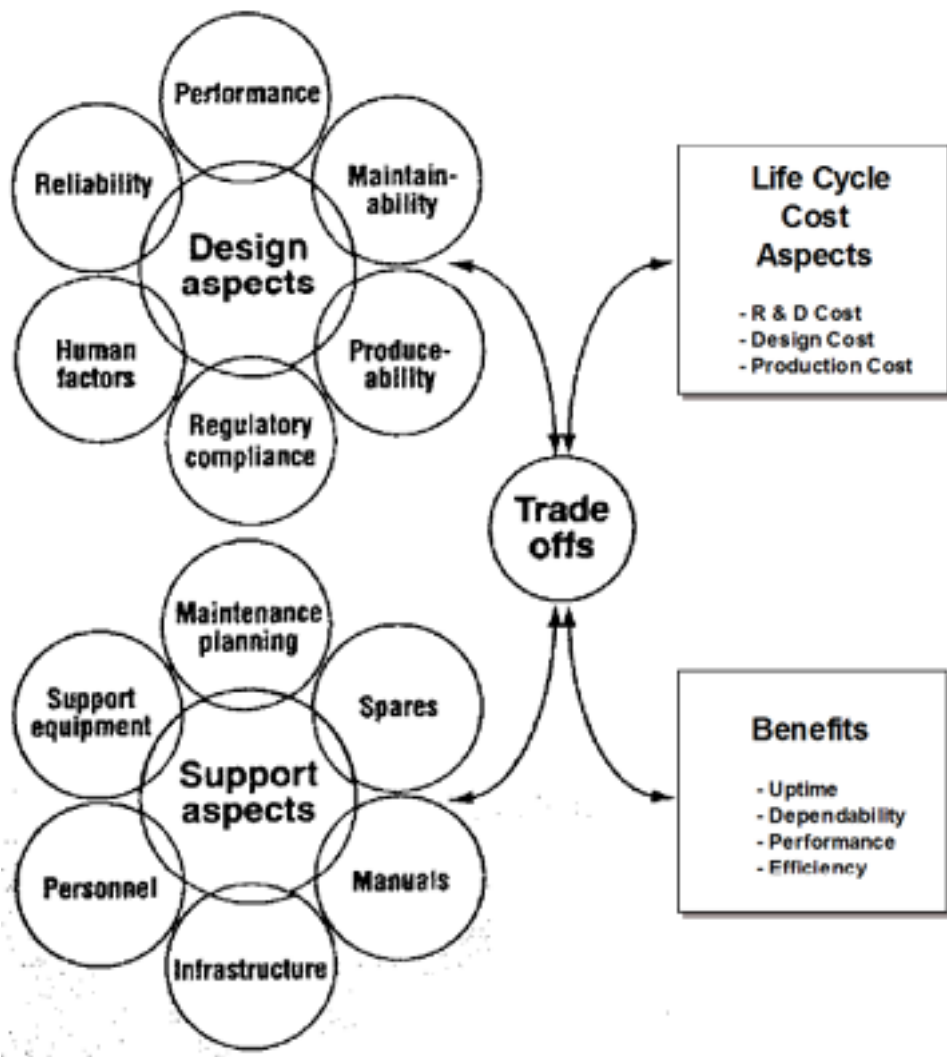 Performance
Reliability
Maintain-
ability
Design
aspects
Human
factors
Produce-
ability
Regulatory
compliance
Life Cycle
Cost
Aspects
- R & D Cost
- Design Cost
- Production Cost
Trade
offs
Maintenance
planning
Support
equipment
Spares
Support
aspects
Personnel
Manuals
Infrastructure
Benefits
- Uptime
- Dependability
- Performance
- Efficiency